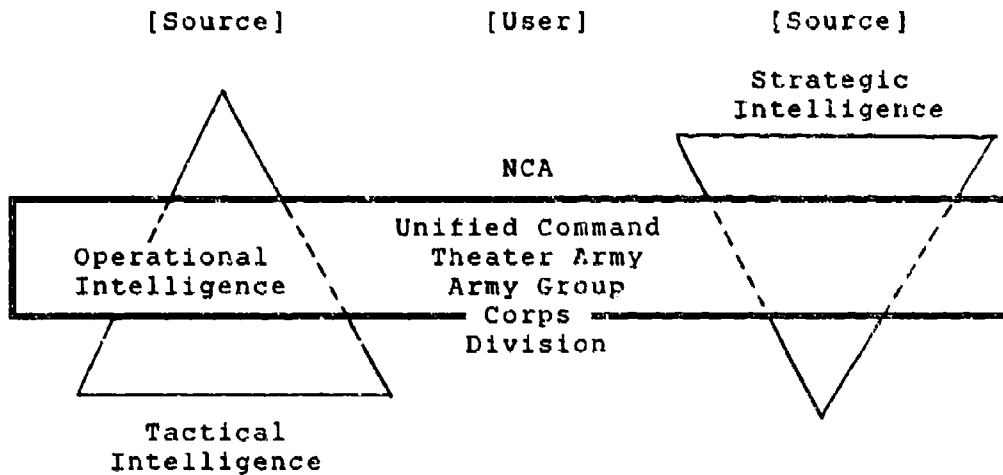 [Source] [User] [Source]
Strategic
Intelligence
NCA
Unified Command
Operational Theater Army
Intelligence Army Group
Corps
Division
Tactical
Intelligence